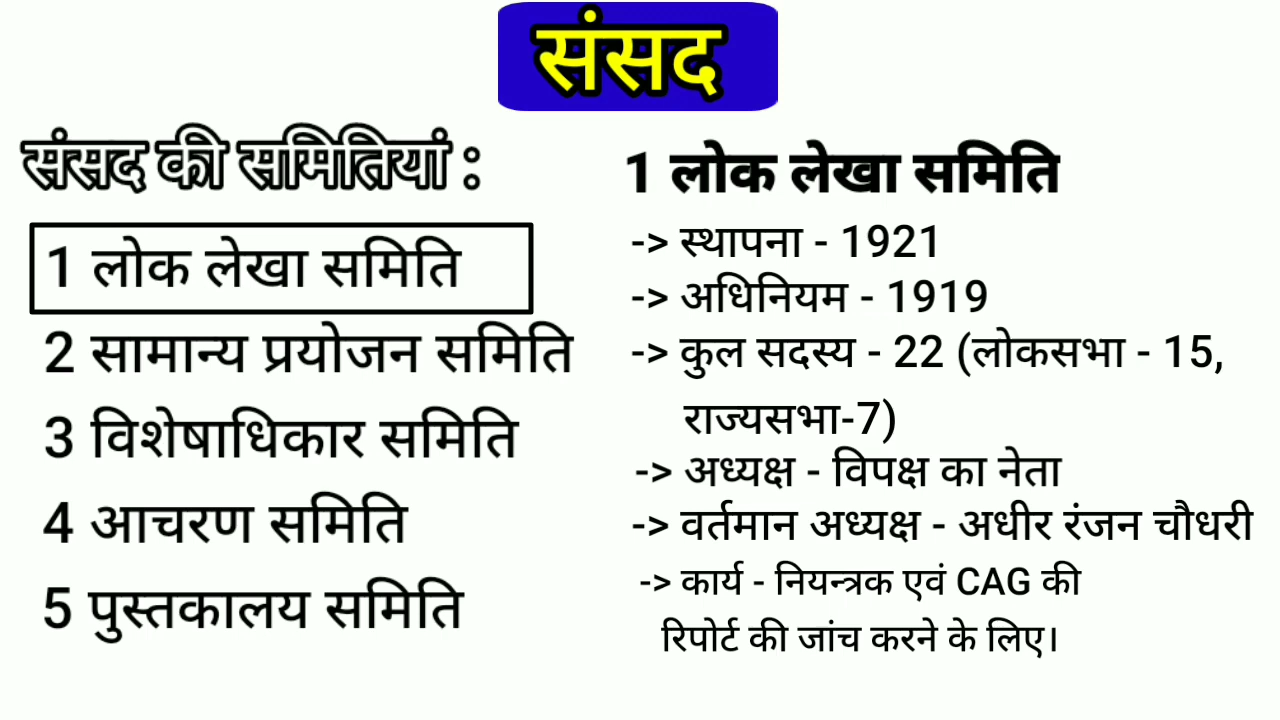 संसद
संसद की समितियां :
1 लोक लेखा समिति
2 सामान्य प्रयोजन समिति
3 विशेषाधिकार समिति
4 आचरण समिति
5 पुस्तकालय समिति
1 लोक लेखा समिति
-> स्थापना - 1921
-> अधिनियम - 1919
-> कुल सदस्य - 22 (लोकसभा - 15,
राज्यसभा-7)
-> अध्यक्ष - विपक्ष का नेता
-> वर्तमान अध्यक्ष - अधीर रंजन चौधरी
-> कार्य - नियन्त्रक एवं CAG की
रिपोर्ट की जांच करने के लिए।